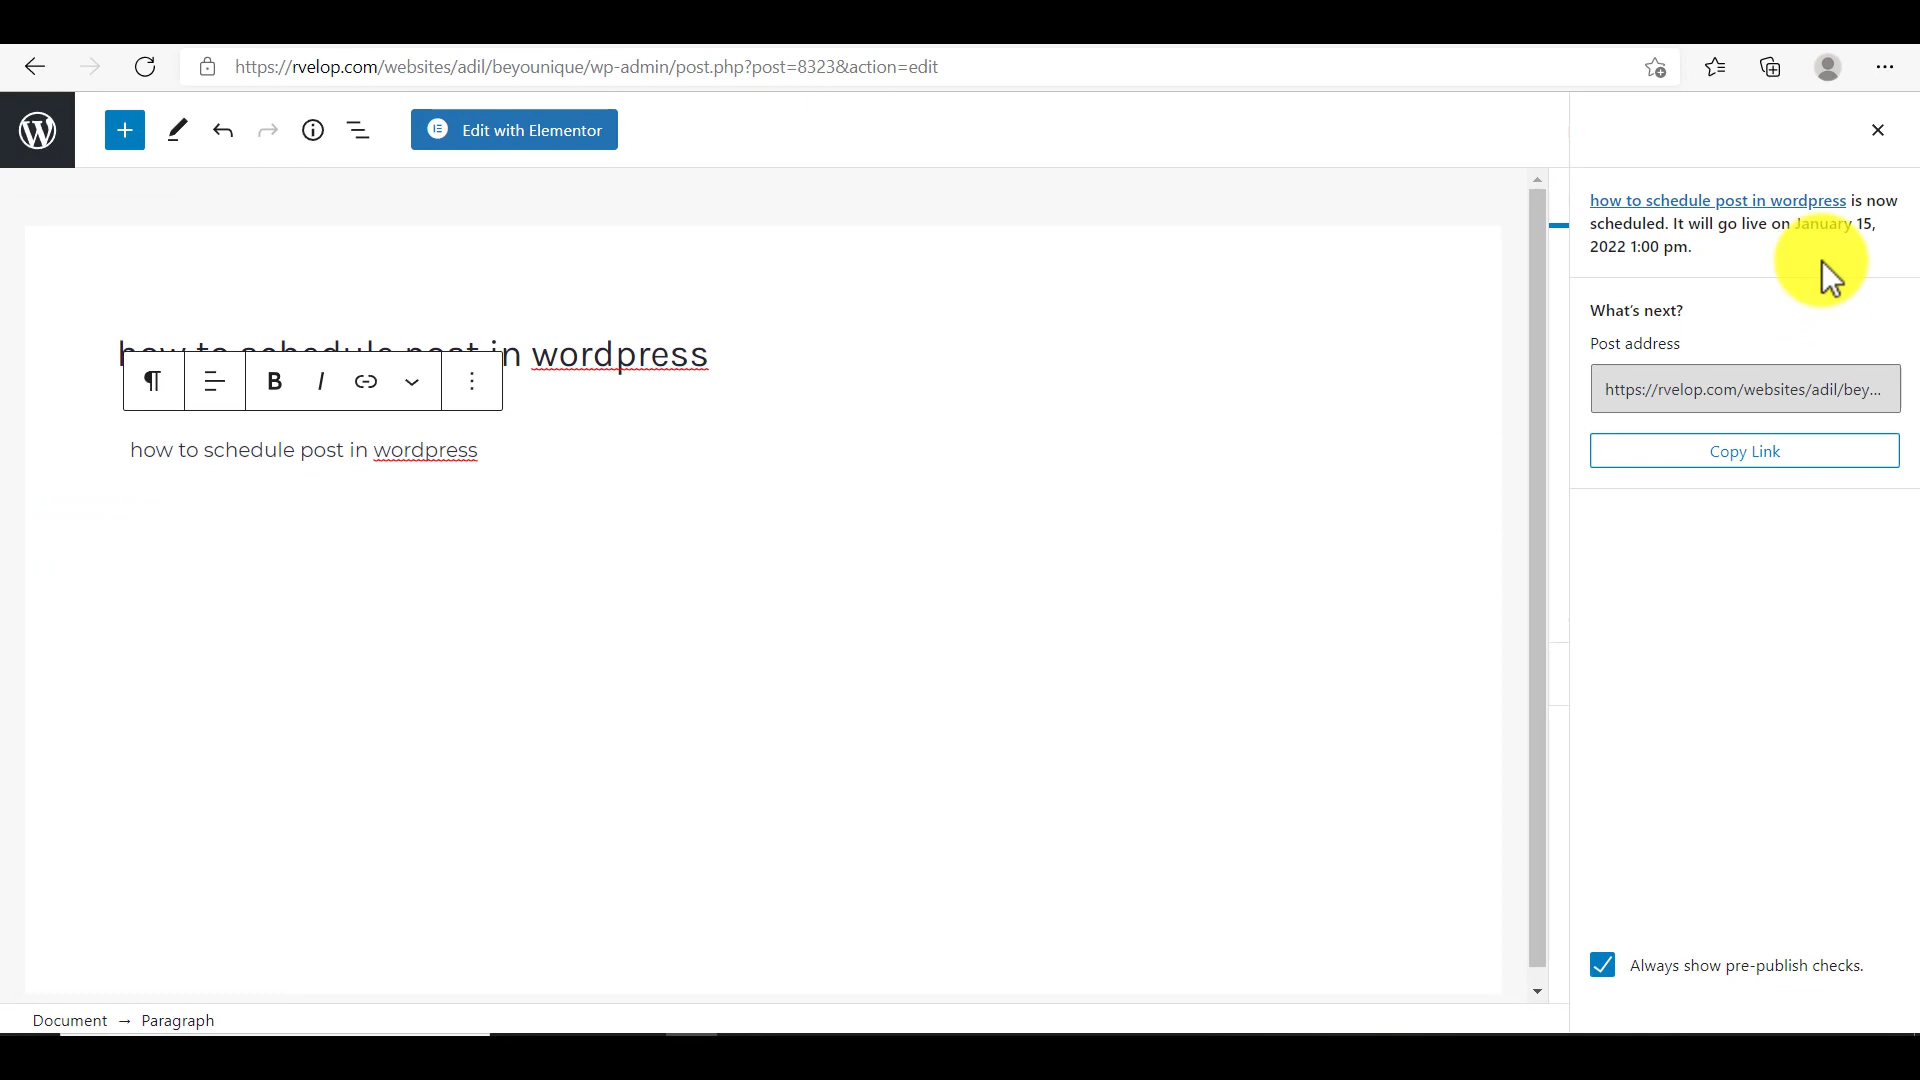 https://rvelop.com/websites/adil/beyounique/wp-admin/post.php?post=8323&action=edit
Edit with Elementor
how to schedule post in wordpress is now
scheduled. It will go live on January 15,
2022 1:00 pm.
What's next?
Post address
https://rvelop.com/websites/adil/bey...
Copy Link
how to schedule post in wordpress
B I
how to schedule post in wordpress
Always show pre-publish checks.
Document → Paragraph